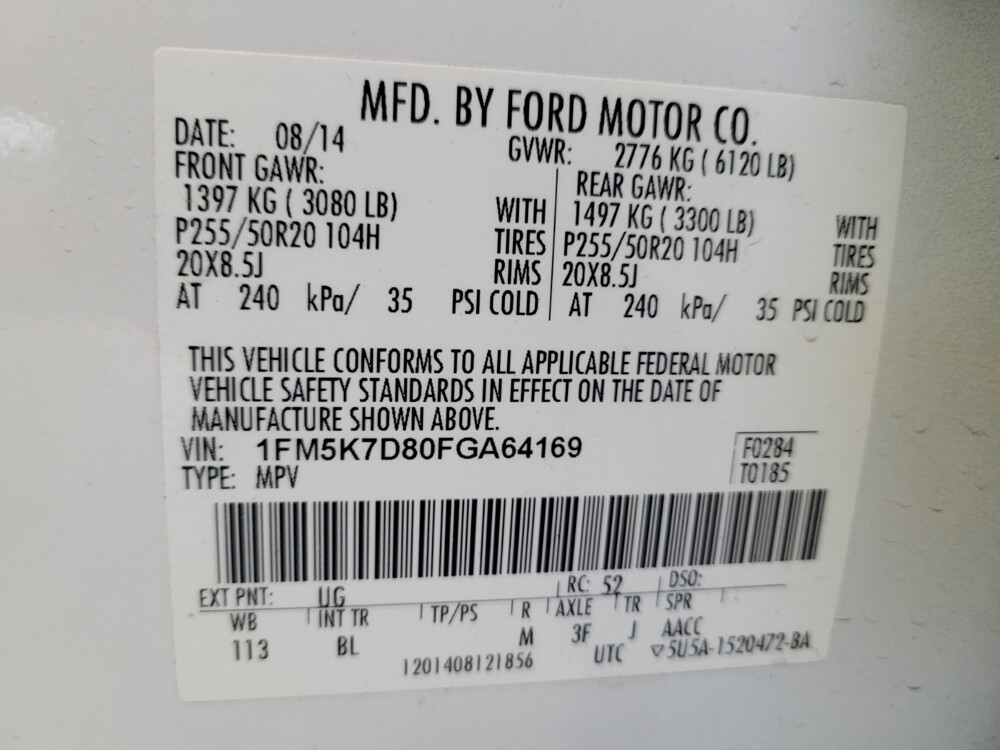 MFD. BY FORD MOTOR CO.
DATE: 08/14 GVWR: 2776 KG ( 6120 LB)
FRONT GAWR: REAR GAWR:
1397 KG ( 3080 LB) WITH 1497 KG ( 3300 LB) WITH
P255/50R20 104H TIRES P255/50R20 104H TIRES
20X8.5J RIMS 20X8.5J RIMS
AT 240 kPa/ 35 PSI COLD AT 240 kPa/ 35 PSI COLD
THIS VEHICLE CONFORMS TO ALL APPLICABLE FEDERAL MOTOR
VEHICLE SAFETY STANDARDS IN EFFECT ON THE DATE OF
MANUFACTURE SHOWN ABOVE.
VIN: 1FM5K7D80FGA64169 F0284
TYPE: MPV T0185
EXT PNT: UG RC: 52 DSO:
WB INT TR TP/PS R AXLE TR SPR
113 BL M 3F J AACC
1201408121856 UTC ▽5U5A-1520472-BA